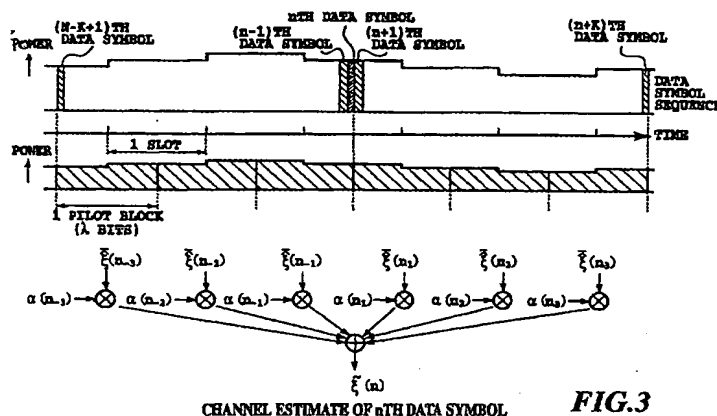 nTH DATA SYMBOL
(N-K+1)TH
DATA SYMBOL
(n-1)TH
DATA SYMBOL
(n+1)TH
DATA SYMBOL
(n+K)TH
DATA SYMBOL
POWER
DATA
SYMBOL
SEQUENCE
TIME
1 SLOT
POWER
1 PILOT BLOCK
(λ BITS)
ξ̄(n₋₃) ξ̄(n₋₂) ξ̄(n₋₁) ξ̄(n₁) ξ̄(n₂) ξ̄(n₃)
α(n₋₃) α(n₋₂) α(n₋₁) α(n₁) α(n₂) α(n₃)
ξ̃(n)
CHANNEL ESTIMATE OF nTH DATA SYMBOL
FIG.3